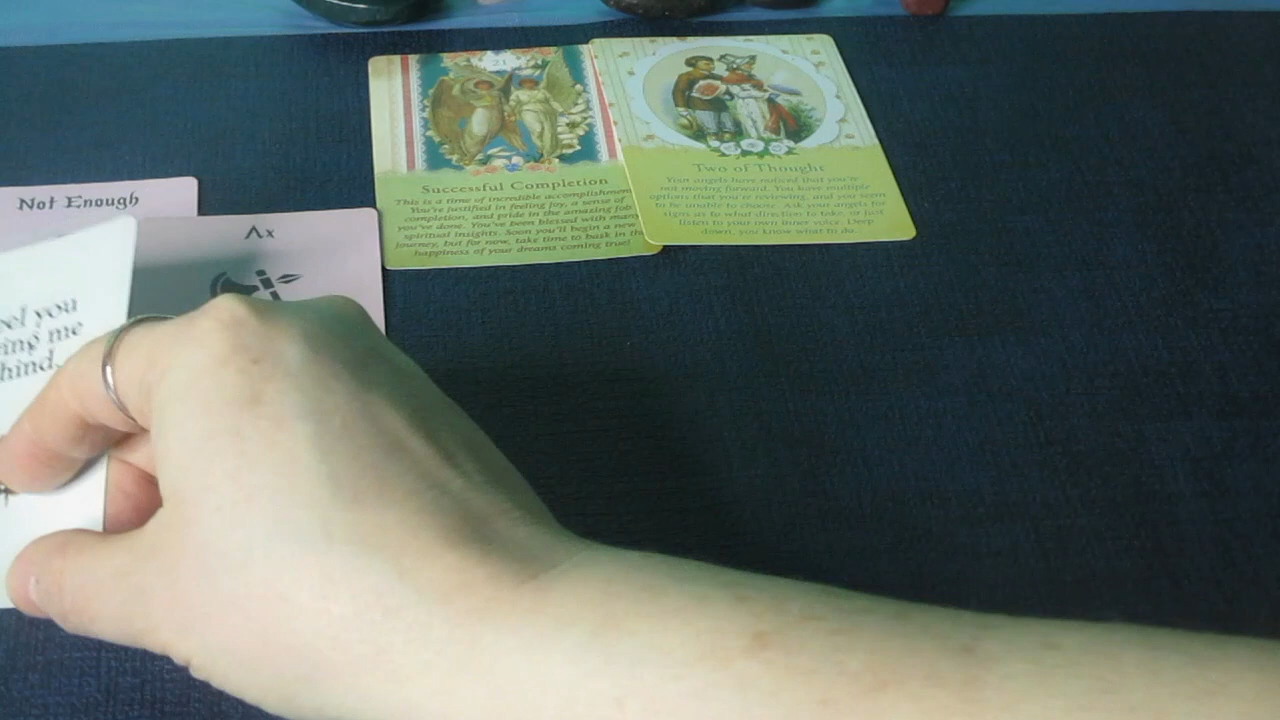 21
Successful Completion
This is a time of incredible accomplishment.
You're justified in feeling joy, a sense of
completion, and pride in the amazing job
you've done. You've been blessed with many
spiritual insights. Soon you'll begin a new
journey, but for now, take time to bask in the
happiness of your dreams coming true!
Two of Thought
Your angels have noticed that you're
not moving forward. You have multiple
options that you're reviewing, and you seem
to be unable to choose. Ask your angels for
signs as to what direction to take, or just
listen to your own inner voice. Deep
down, you know what to do.
Not Enough
Ax
el you
ing me
hind.